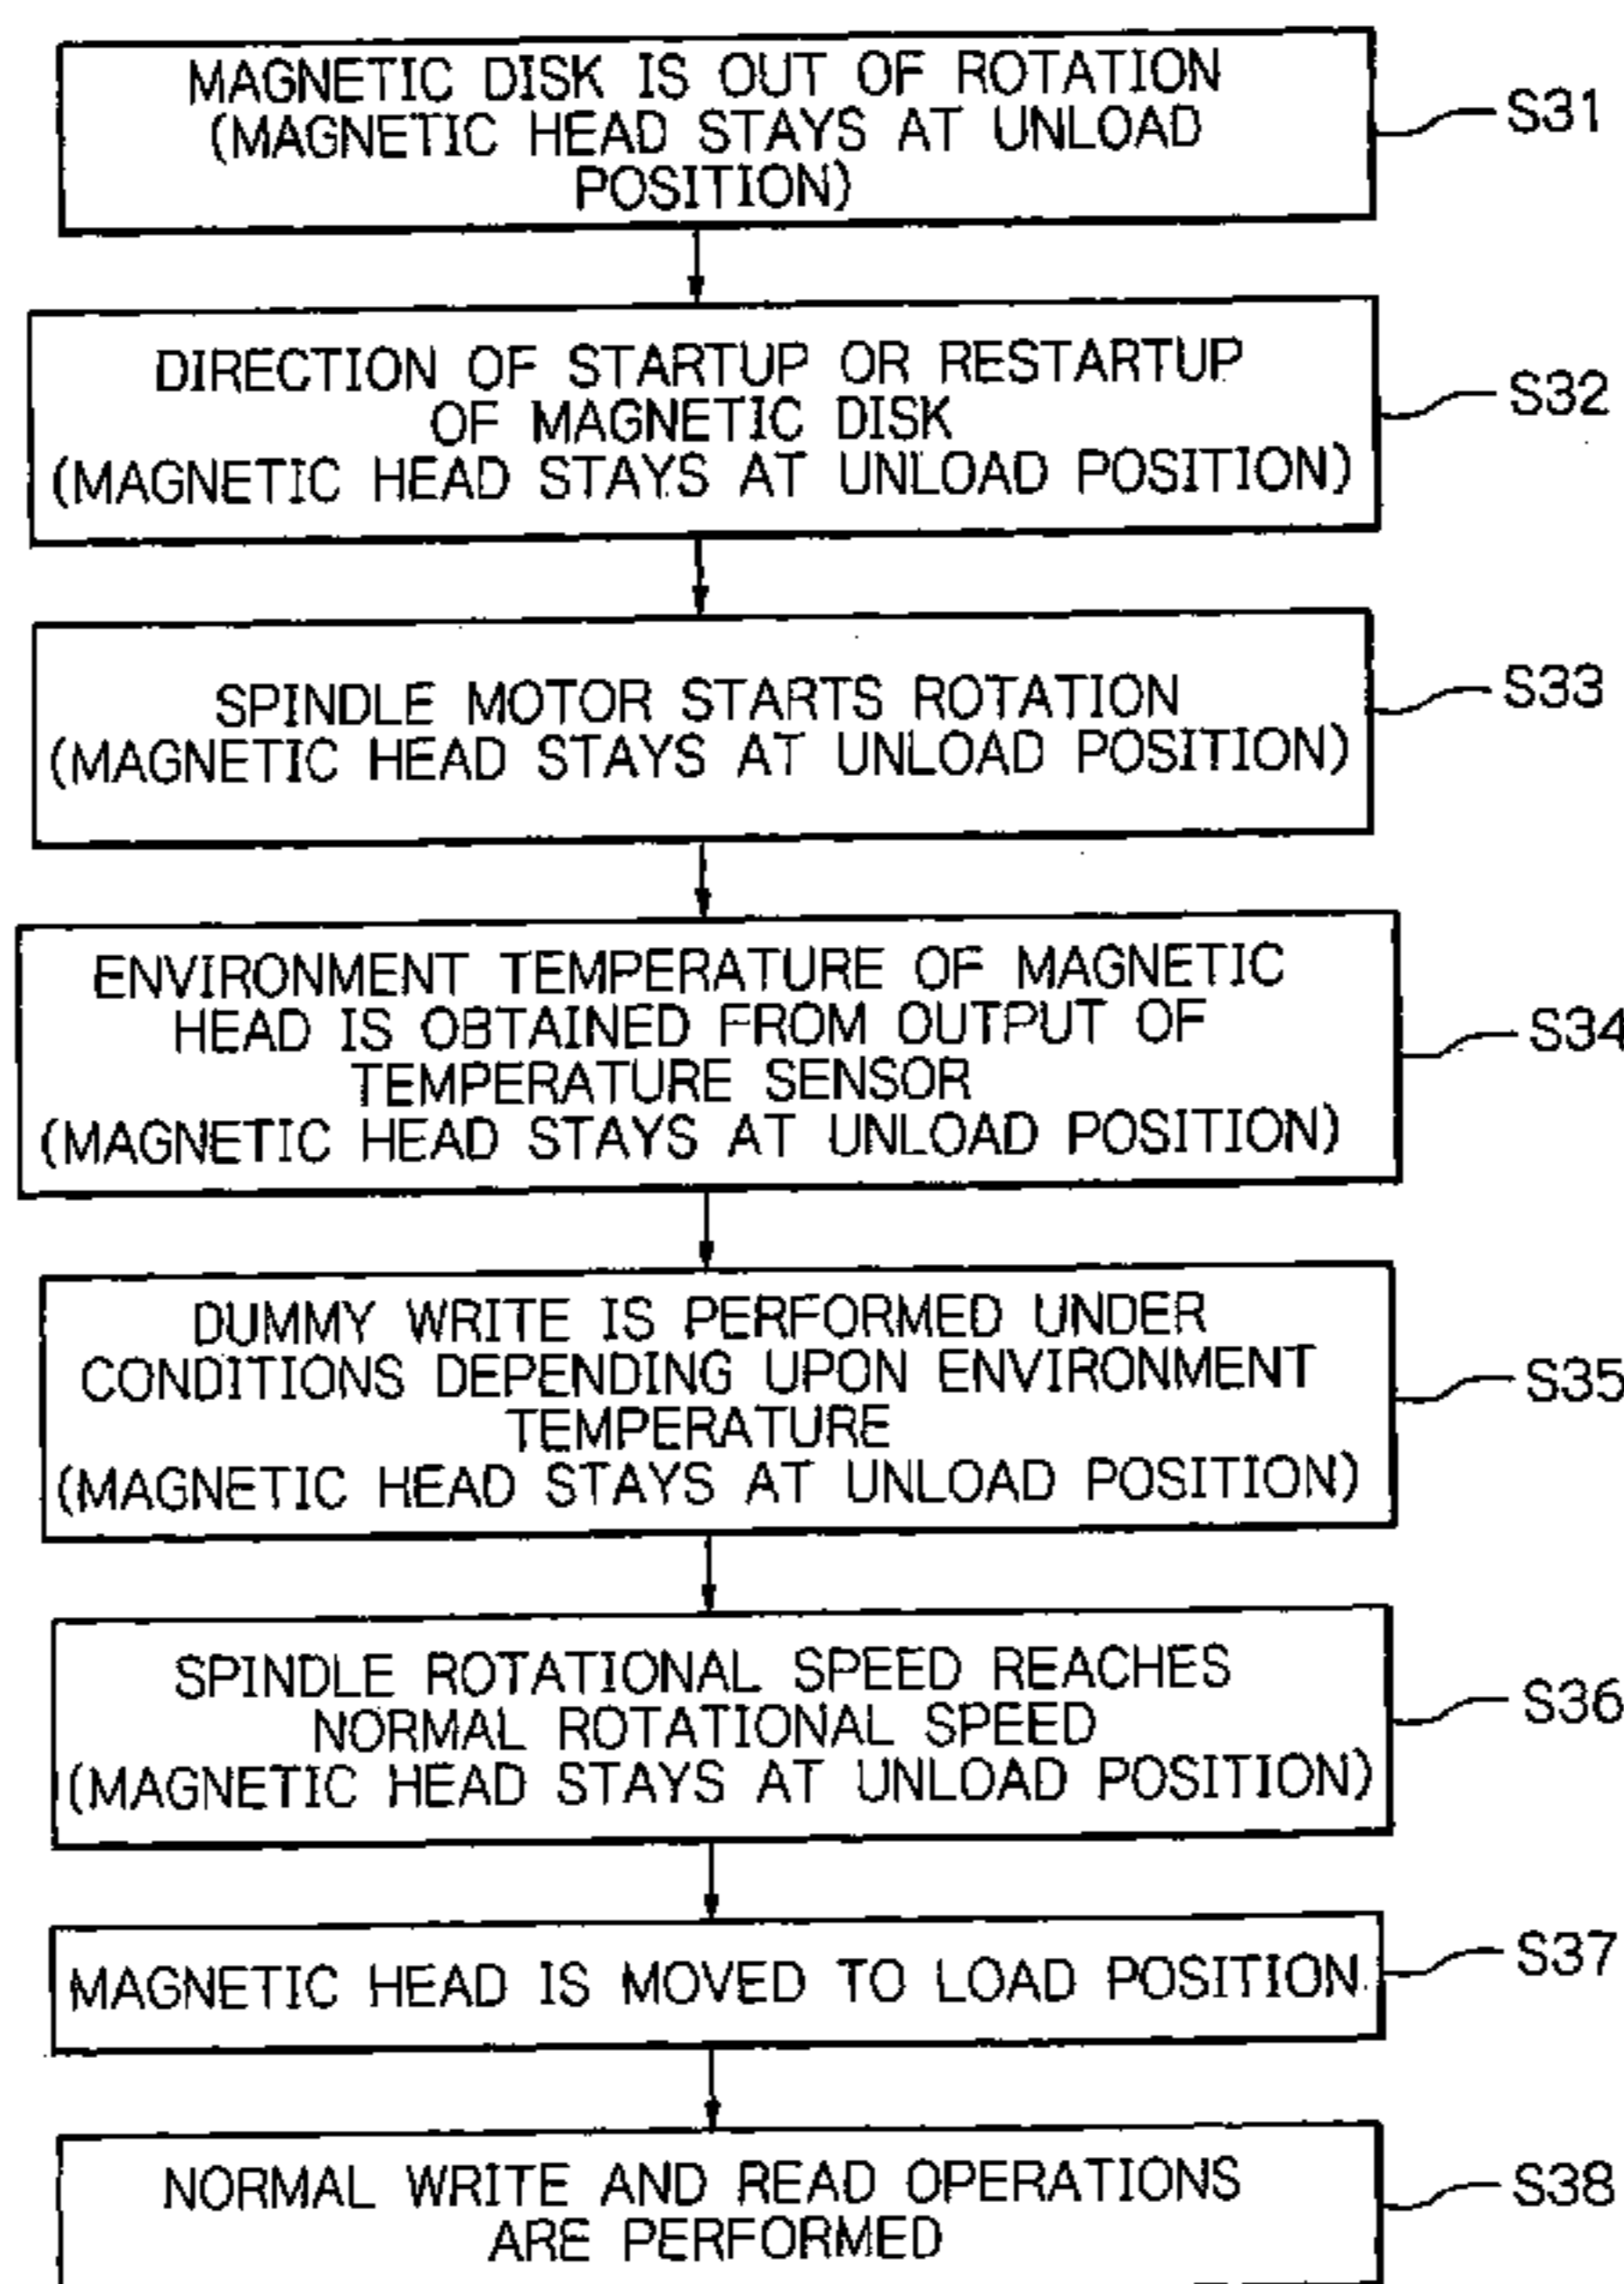 MAGNETIC DISK IS OUT OF ROTATION
(MAGNETIC HEAD STAYS AT UNLOAD
POSITION)
S31
DIRECTION OF STARTUP OR RESTARTUP
OF MAGNETIC DISK
(MAGNETIC HEAD STAYS AT UNLOAD POSITION)
S32
SPINDLE MOTOR STARTS ROTATION
(MAGNETIC HEAD STAYS AT UNLOAD POSITION)
S33
ENVIRONMENT TEMPERATURE OF MAGNETIC
HEAD IS OBTAINED FROM OUTPUT OF
TEMPERATURE SENSOR
(MAGNETIC HEAD STAYS AT UNLOAD POSITION)
S34
DUMMY WRITE IS PERFORMED UNDER
CONDITIONS DEPENDING UPON ENVIRONMENT
TEMPERATURE
(MAGNETIC HEAD STAYS AT UNLOAD POSITION)
S35
SPINDLE ROTATIONAL SPEED REACHES
NORMAL ROTATIONAL SPEED
(MAGNETIC HEAD STAYS AT UNLOAD POSITION)
S36
MAGNETIC HEAD IS MOVED TO LOAD POSITION
S37
NORMAL WRITE AND READ OPERATIONS
ARE PERFORMED
S38